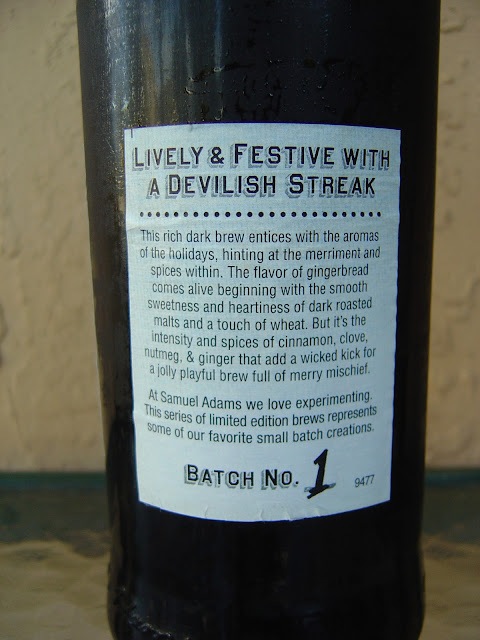 LIVELY & FESTIVE WITH
A DEVILISH STREAK
This rich dark brew entices with the aromas
of the holidays, hinting at the merriment and
spices within. The flavor of gingerbread
comes alive beginning with the smooth
sweetness and heartiness of dark roasted
malts and a touch of wheat. But it's the
intensity and spices of cinnamon, clove,
nutmeg, & ginger that add a wicked kick for
a jolly playful brew full of merry mischief.
At Samuel Adams we love experimenting.
This series of limited edition brews represents
some of our favorite small batch creations.
BATCH NO. 1 9477